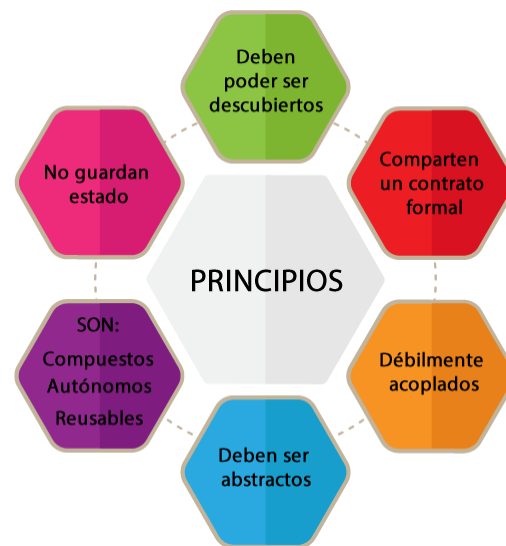 Deben
poder ser
descubiertos
Comparten
un contrato
formal
Débilmente
acoplados
Deben ser
abstractos
SON:
Compuestos
Autónomos
Reusables
No guardan
estado
PRINCIPIOS